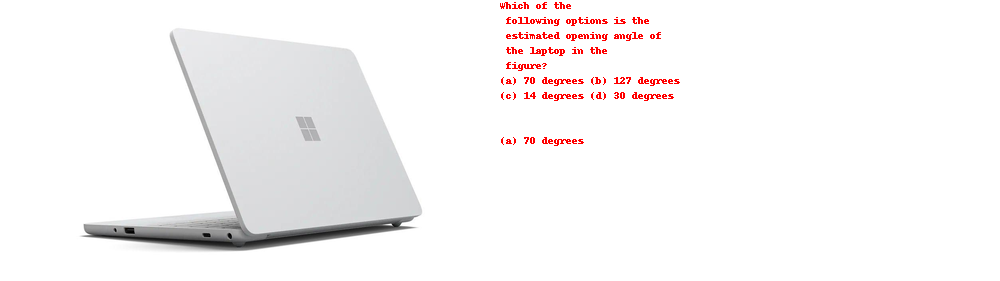 Which of the
following options is the
estimated opening angle of
the laptop in the
figure?
(a) 70 degrees (b) 127 degrees
(c) 14 degrees (d) 30 degrees
(a) 70 degrees